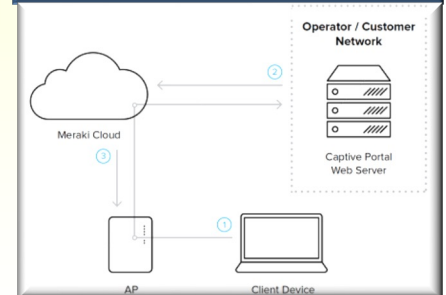 Operator / Customer
Network
2
Meraki Cloud
Captive Portal
Web Server
3
1
AP
Client Device